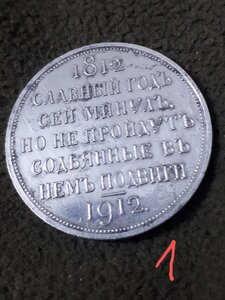 1812
СЛАВНЫЙ ГОДЪ
СЕЙ МИНУЛЪ,
НО НЕ ПРОЙДУТЪ
СОДѢЯННЫЕ ВЪ
НЕМЪ ПОДВИГИ
1912
1